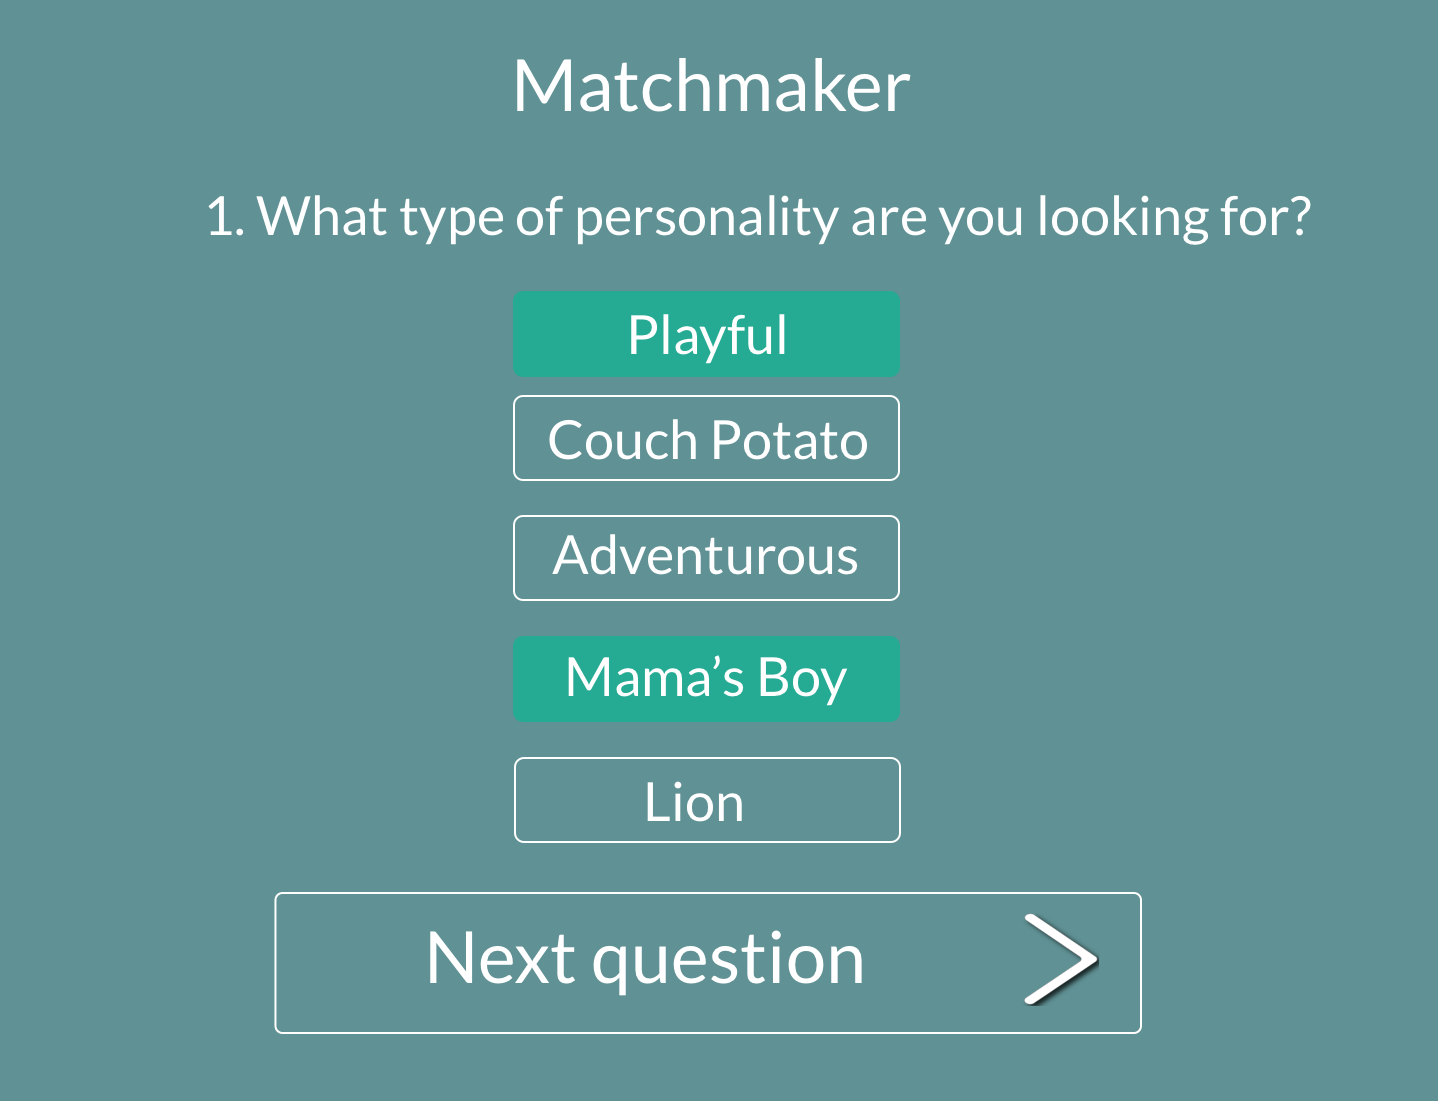 Matchmaker
1. What type of personality are you looking for?
Playful
Couch Potato
Adventurous
Mama’s Boy
Lion
Next question